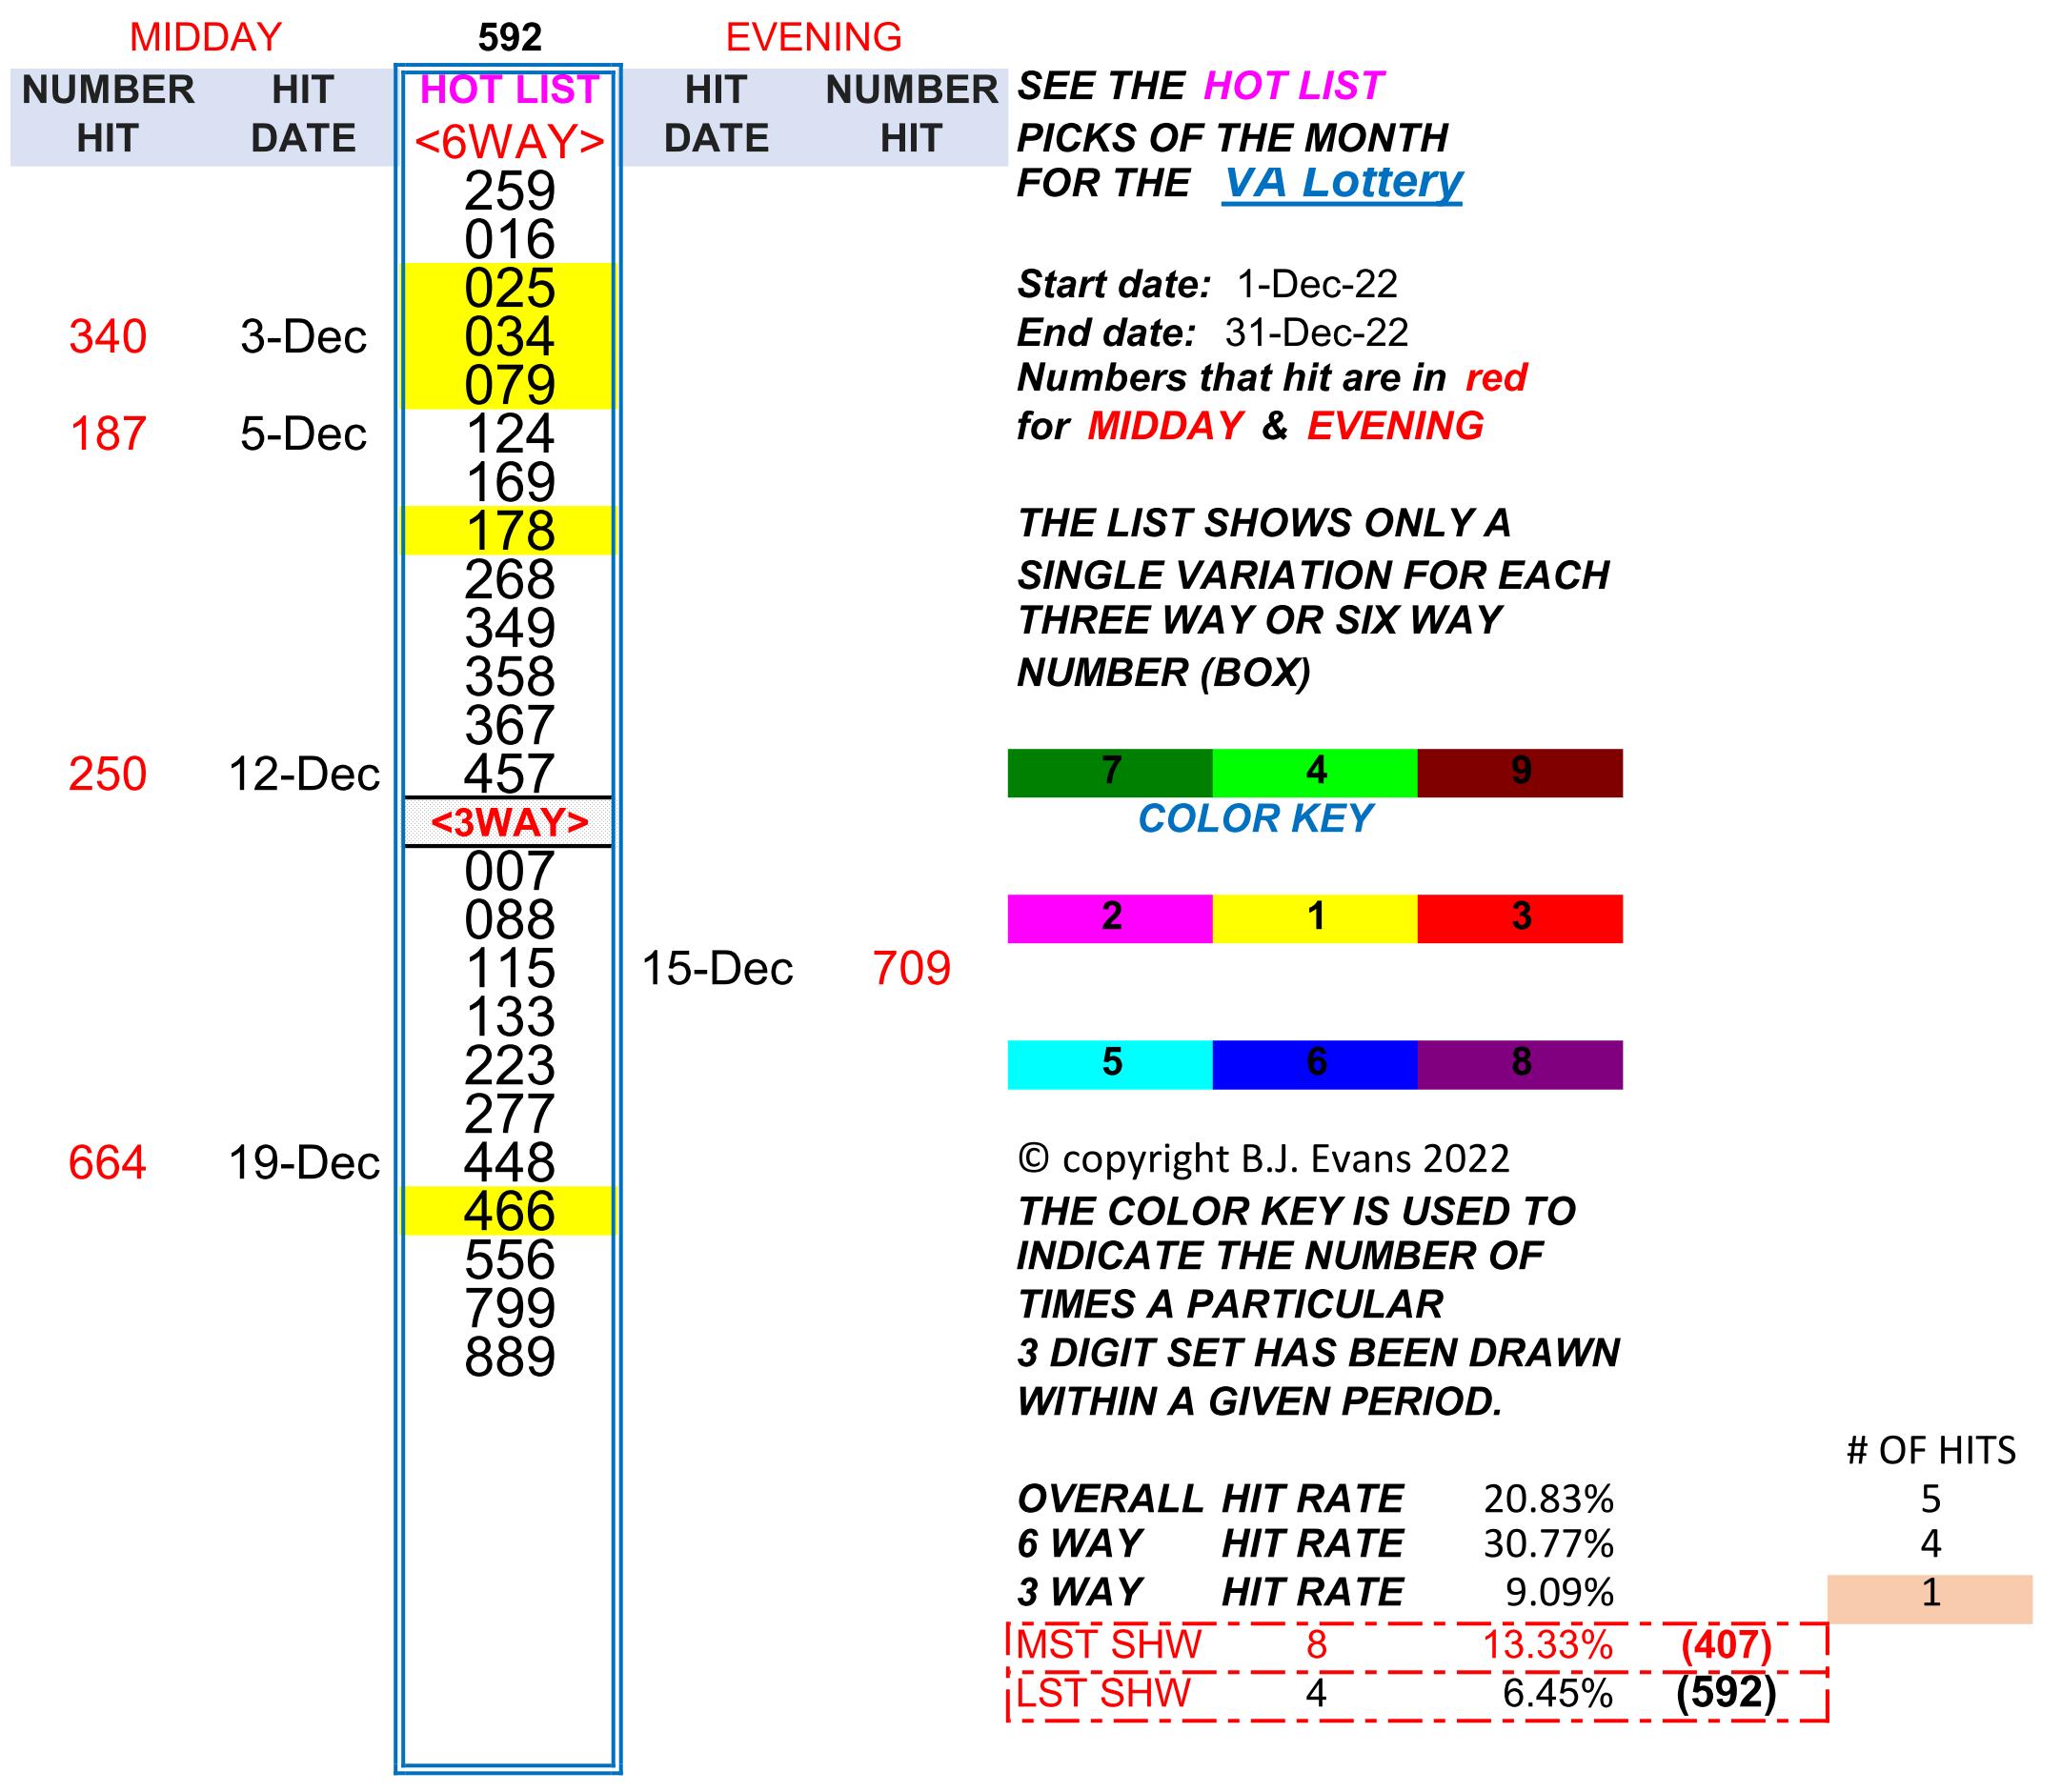 MIDDAY 592 EVENING
NUMBER HIT HOT LIST HIT NUMBER SEE THE HOT LIST
HIT DATE <6WAY> DATE HIT PICKS OF THE MONTH
259 FOR THE VA Lottery
016
025 Start date: 1-Dec-22
340 3-Dec 034 End date: 31-Dec-22
079 Numbers that hit are in red
187 5-Dec 124 for MIDDAY & EVENING
169
178 THE LIST SHOWS ONLY A
268 SINGLE VARIATION FOR EACH
349 THREE WAY OR SIX WAY
358 NUMBER (BOX)
367
250 12-Dec 457 7 4 9
<3WAY> COLOR KEY
007
088 2 1 3
115 15-Dec 709
133
223 5 6 8
277
664 19-Dec 448 © copyright B.J. Evans 2022
466 THE COLOR KEY IS USED TO
556 INDICATE THE NUMBER OF
799 TIMES A PARTICULAR
889 3 DIGIT SET HAS BEEN DRAWN
WITHIN A GIVEN PERIOD.
# OF HITS
OVERALL HIT RATE 20.83% 5
6 WAY HIT RATE 30.77% 4
3 WAY HIT RATE 9.09% 1
MST SHW 8 13.33% (407)
LST SHW 4 6.45% (592)